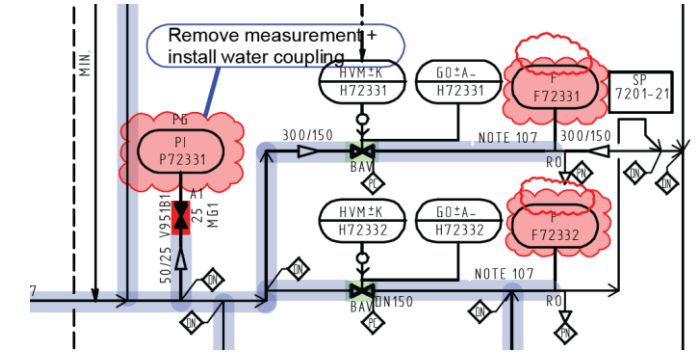 Remove measurement +
install water coupling
MIN.
HVM±K
H72331
GO±A-
H72331
F
F72331
SP
7201-21
PG
PI
P72331
300/150
NOTE 107
300/150
BAV
RO
PC
PN
DN
DN
A1
25
MG1
V951B1
50/25
HVM±K
H72332
GO±A-
H72332
F
F72332
NOTE 107
DN
DN
DN
7
BAV
DN150
RO
PC
DN
PN